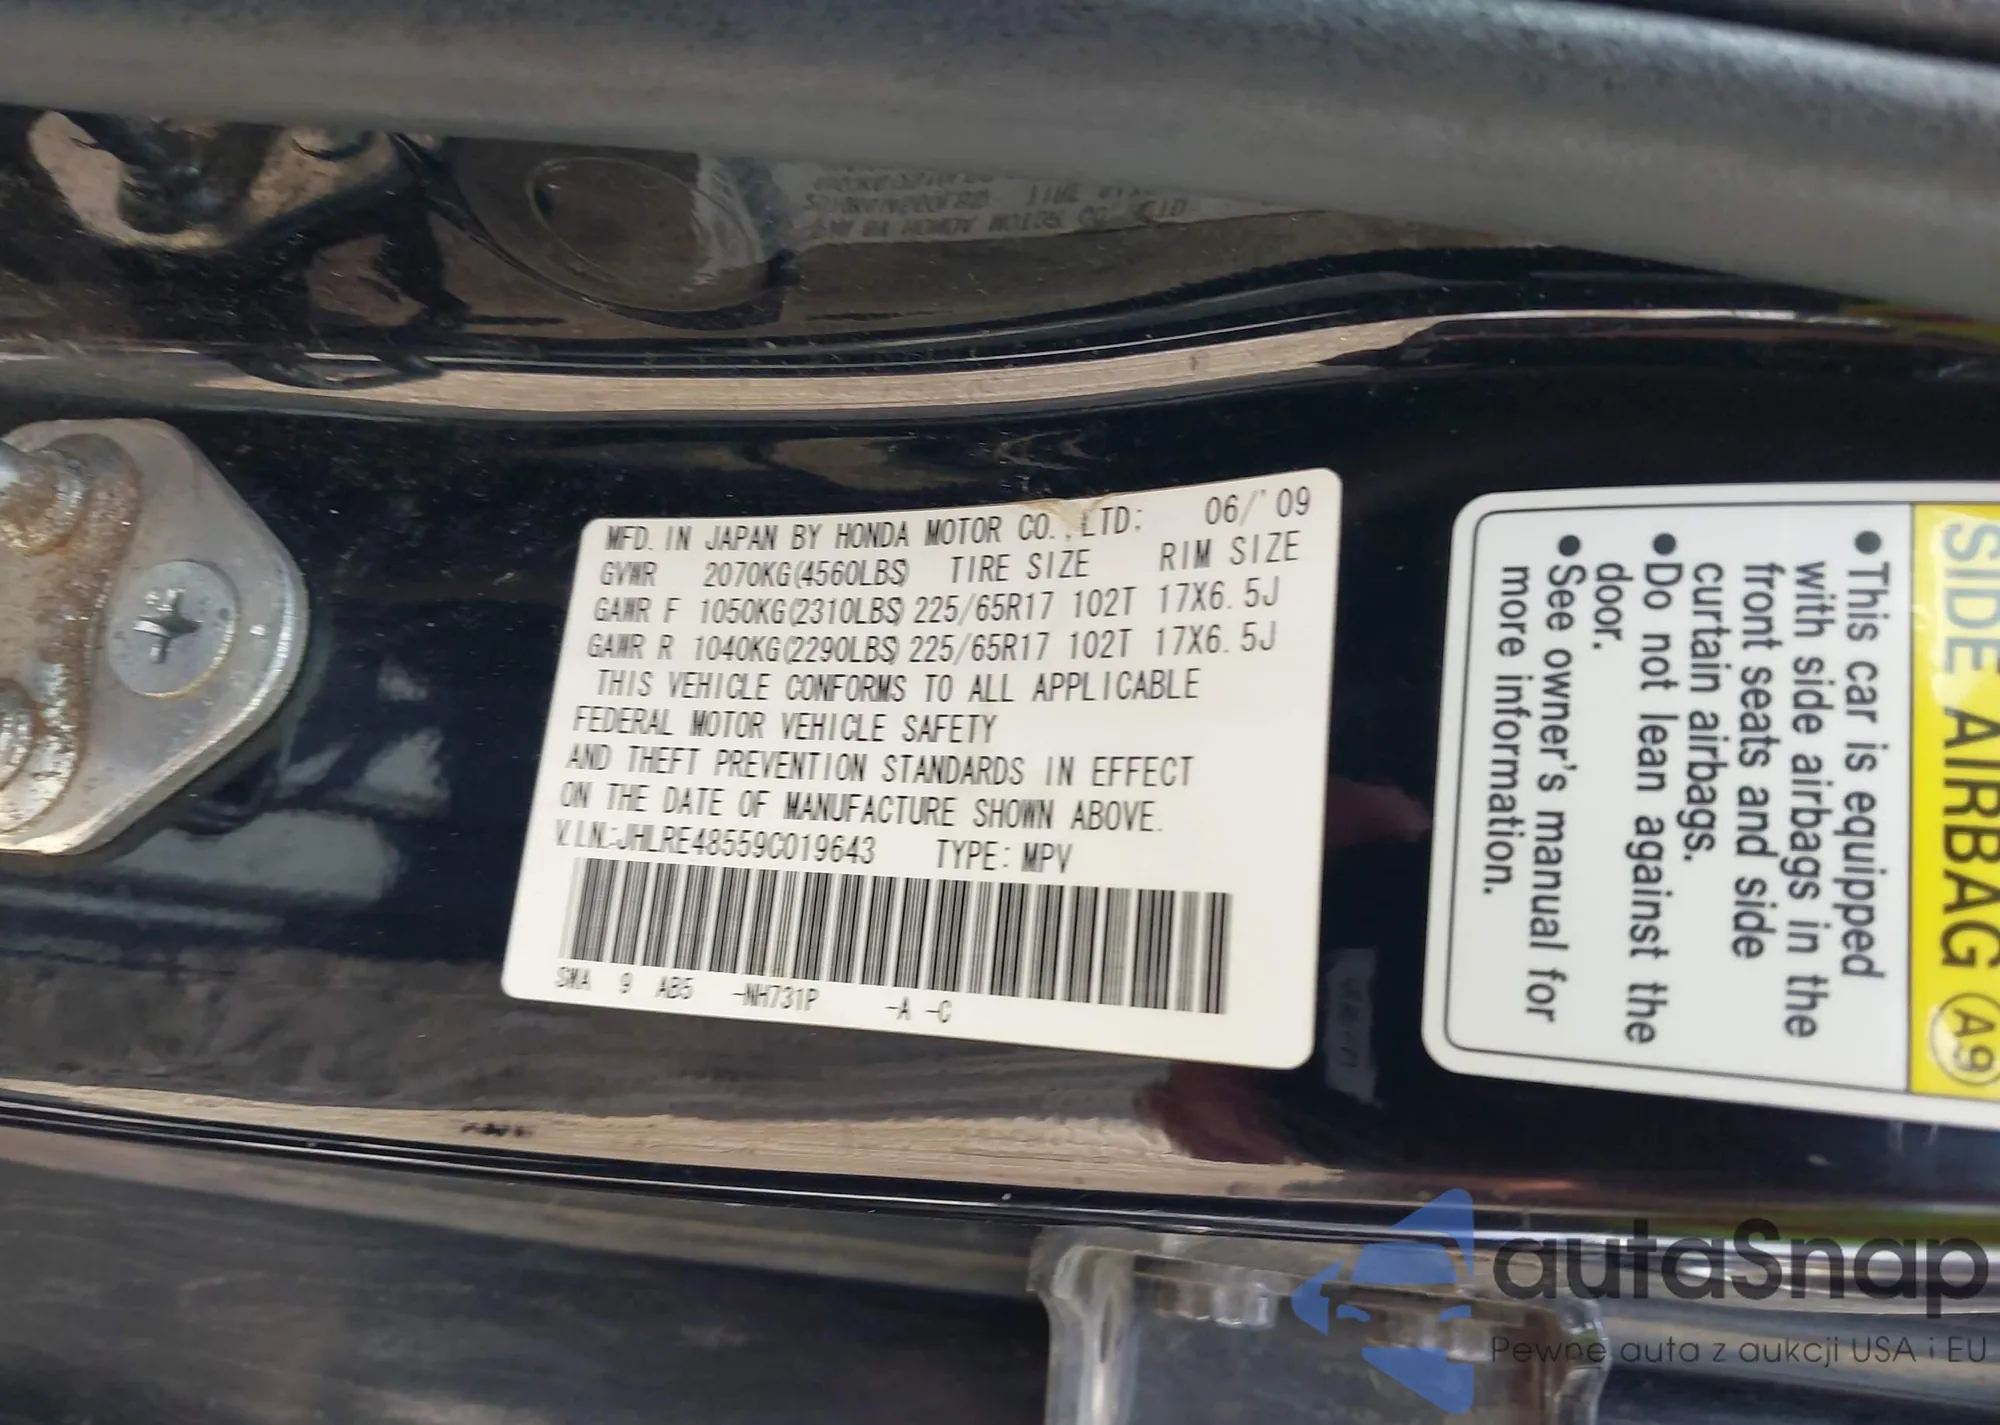 MFD. IN JAPAN BY HONDA MOTOR CO., LTD: 06/'09
GVWR 2070KG(4560LBS) TIRE SIZE RIM SIZE
GAWR F 1050KG(2310LBS) 225/65R17 102T 17X6.5J
GAWR R 1040KG(2290LBS) 225/65R17 102T 17X6.5J
THIS VEHICLE CONFORMS TO ALL APPLICABLE
FEDERAL MOTOR VEHICLE SAFETY
AND THEFT PREVENTION STANDARDS IN EFFECT
ON THE DATE OF MANUFACTURE SHOWN ABOVE.
V.I.N.:JHLRE48559C019643 TYPE: MPV
SWA 9 AB5 -NH731P -A -C
SIDE AIRBAG A9
•This car is equipped
with side airbags in the
front seats and side
curtain airbags.
•Do not lean against the
door.
•See owner's manual for
more information.
autaSnap
Pewne auta z aukcji USA i EU